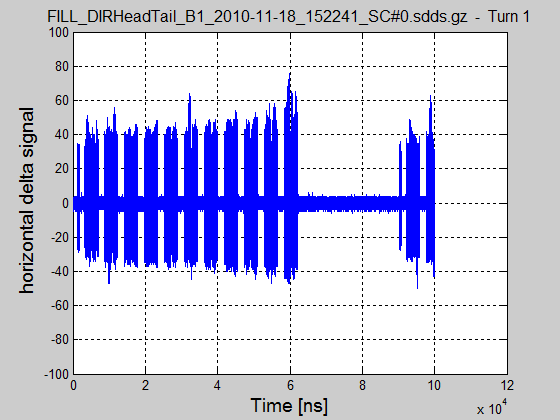 FILL_DIRHeadTail_B1_2010-11-18_152241_SC#0.sdds.gz - Turn 1
100
80
60
40
20
0
-20
-40
-60
-80
-100
horizontal delta signal
0 2 4 6 8 10 12
Time [ns]
x 10^4